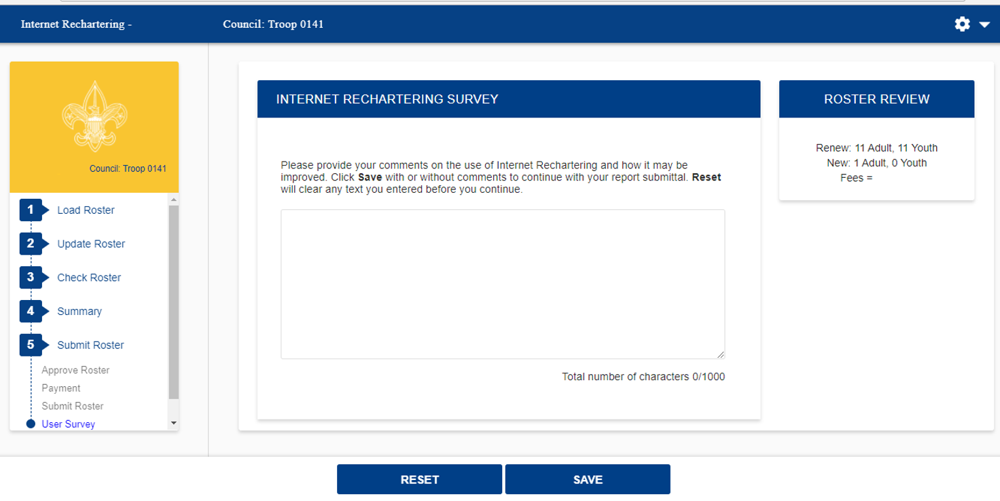 Internet Rechartering -
Council: Troop 0141
Council: Troop 0141
1 Load Roster
2 Update Roster
3 Check Roster
4 Summary
5 Submit Roster
Approve Roster
Payment
Submit Roster
User Survey
INTERNET RECHARTERING SURVEY
Please provide your comments on the use of Internet Rechartering and how it may be
improved. Click Save with or without comments to continue with your report submittal. Reset
will clear any text you entered before you continue.
Total number of characters 0/1000
ROSTER REVIEW
Renew: 11 Adult, 11 Youth
New: 1 Adult, 0 Youth
Fees =
RESET
SAVE